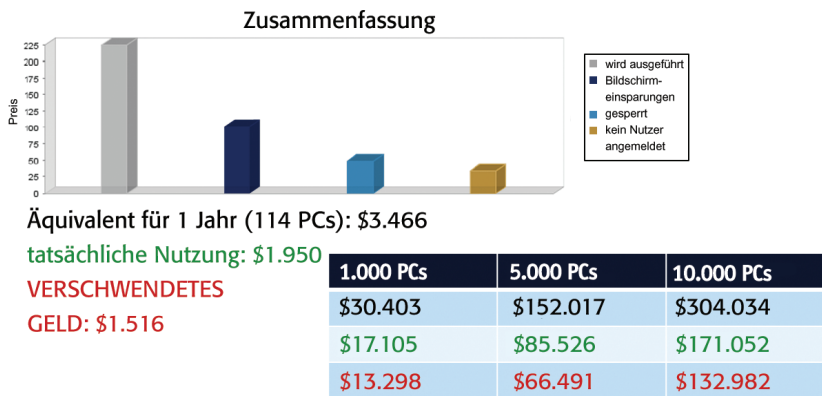 Zusammenfassung
Preis
225
200
175
150
125
100
75
50
25
0
wird ausgeführt
Bildschirm-
einsparungen
gesperrt
kein Nutzer
angemeldet
Äquivalent für 1 Jahr (114 PCs): $3.466
tatsächliche Nutzung: $1.950
VERSCHWENDETES
GELD: $1.516
1.000 PCs 5.000 PCs 10.000 PCs
$30.403 $152.017 $304.034
$17.105 $85.526 $171.052
$13.298 $66.491 $132.982